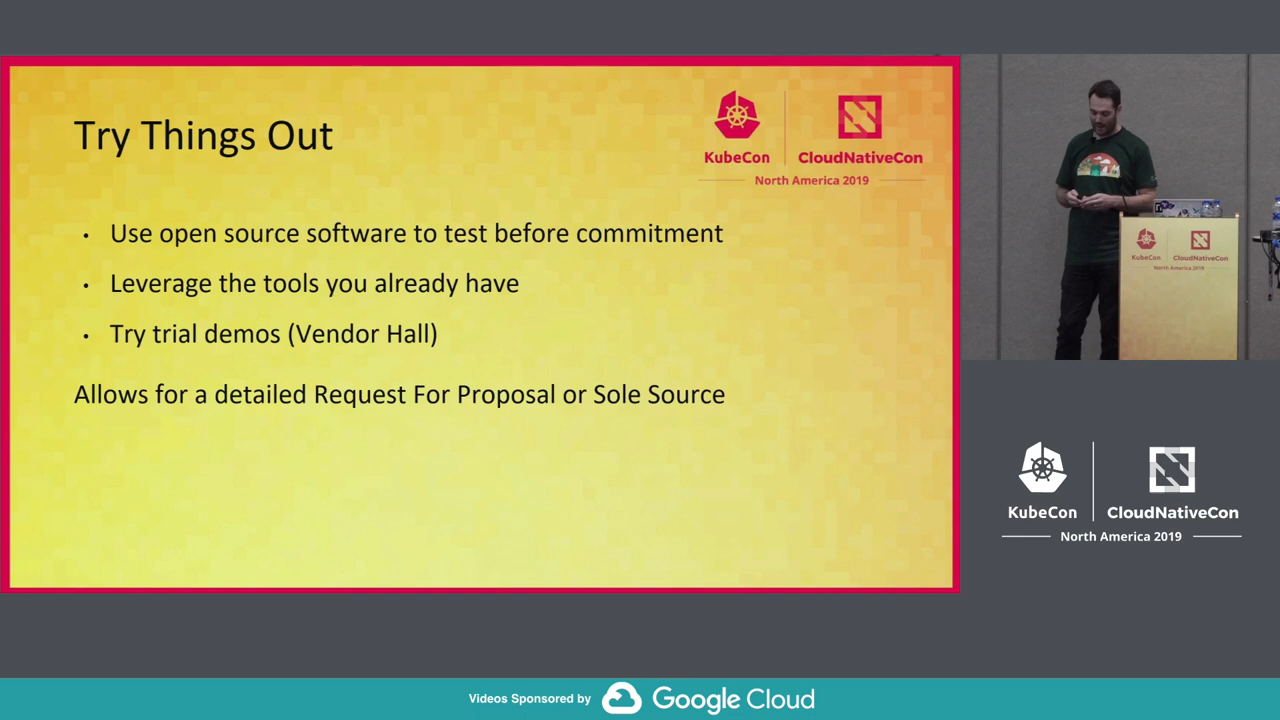 Try Things Out
KubeCon
CloudNativeCon
North America 2019
• Use open source software to test before commitment
• Leverage the tools you already have
• Try trial demos (Vendor Hall)
Allows for a detailed Request For Proposal or Sole Source
KubeCon
CloudNativeCon
North America 2019
KubeCon
CloudNativeCon
North America 2019
Videos Sponsored by
Google Cloud